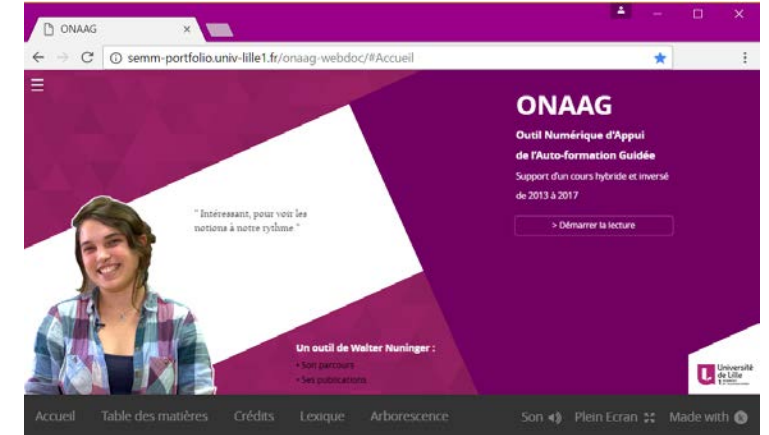 ONAAG
semm-portfolio.univ-lille1.fr/onaag-webdoc/#Accueil
ONAAG
Outil Numérique d'Appui
de l'Auto-formation Guidée
Support d'un cours hybride et inversé
de 2013 à 2017
> Démarrer la lecture
" Intéressant, pour voir les
notions à notre rythme "
Un outil de Walter Nuninger :
• Son parcours
• Ses publications
Université
de Lille
Accueil Table des matières Crédits Lexique Arborescence Son Plein Ecran Made with